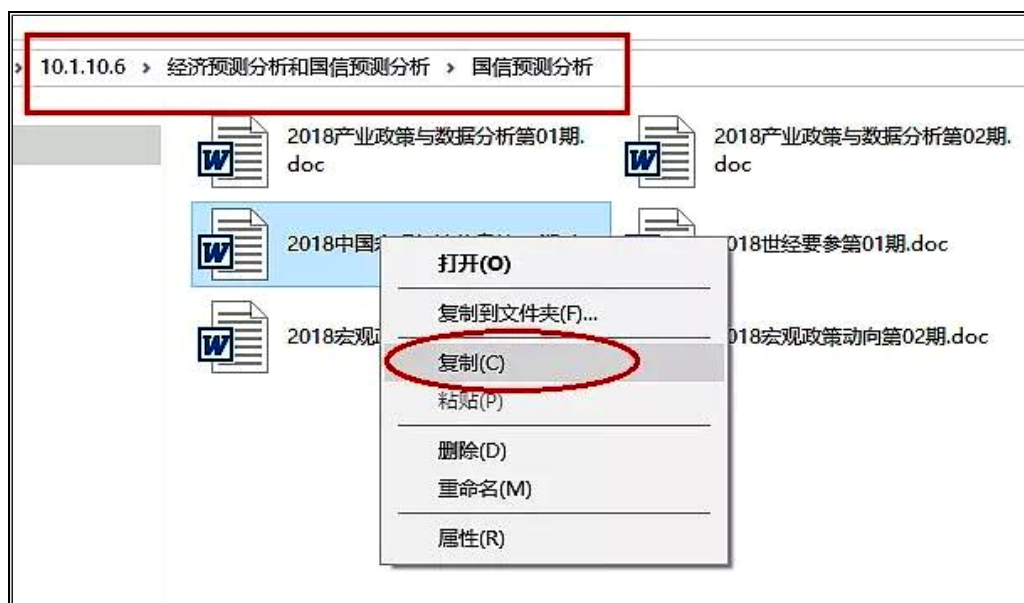 10.1.10.6 › 经济预测分析和国信预测分析 › 国信预测分析
2018产业政策与数据分析第01期.
doc
2018产业政策与数据分析第02期.
doc
2018中国
018世经要参第01期.doc
2018宏观
018宏观政策动向第02期.doc
打开(O)
复制到文件夹(F)...
复制(C)
粘贴(P)
删除(D)
重命名(M)
属性(R)